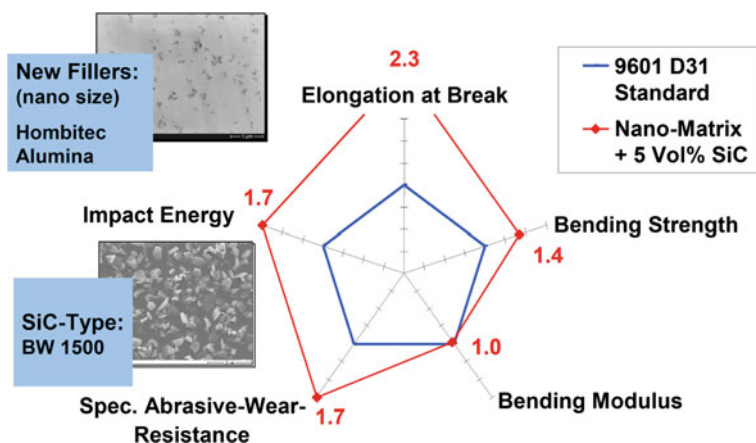 New Fillers:
(nano size)
Hombitec
Alumina
2.3
Elongation at Break
9601 D31
Standard
Nano-Matrix
+ 5 Vol% SiC
1.7
Impact Energy
Bending Strength
1.4
SiC-Type:
BW 1500
1.0
Bending Modulus
Spec. Abrasive-Wear-
Resistance
1.7